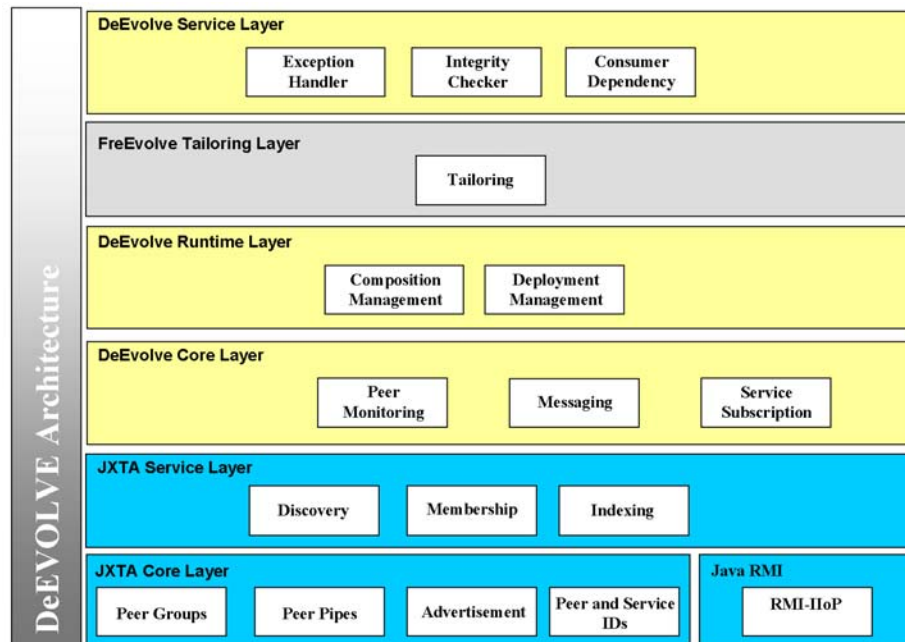 DeEVOLVE Architecture
DeEvolve Service Layer
Exception
Handler
Integrity
Checker
Consumer
Dependency
FreEvolve Tailoring Layer
Tailoring
DeEvolve Runtime Layer
Composition
Management
Deployment
Management
DeEvolve Core Layer
Peer
Monitoring
Messaging
Service
Subscription
JXTA Service Layer
Discovery
Membership
Indexing
JXTA Core Layer
Peer Groups
Peer Pipes
Advertisement
Peer and Service
IDs
Java RMI
RMI-IIoP